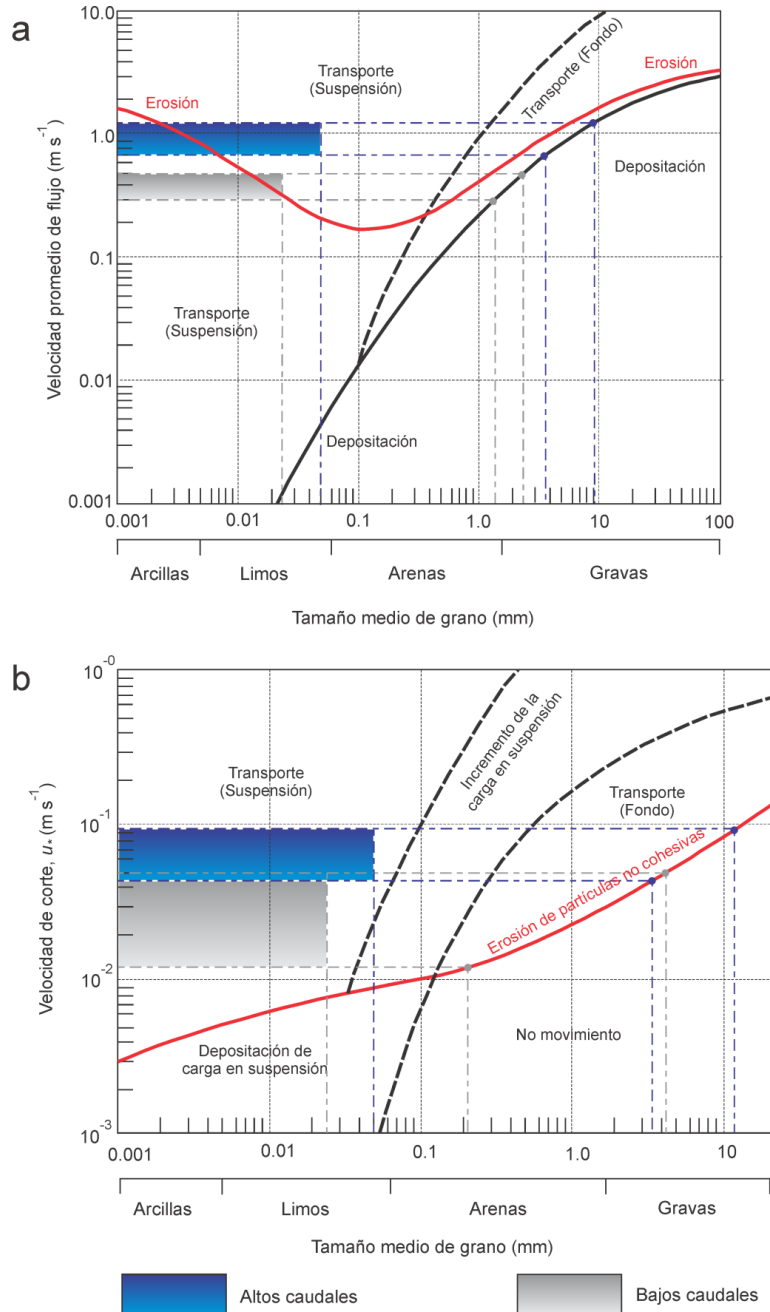 a
10.0
1.0
0.1
0.01
0.001
Velocidad promedio de flujo (m s⁻¹)
Erosión
Transporte
(Suspensión)
Transporte (Fondo)
Erosión
Depositación
Transporte
(Suspensión)
Depositación
0.001
0.01
0.1
1.0
10
100
Arcillas
Limos
Arenas
Gravas
Tamaño medio de grano (mm)
b
10⁻⁰
10⁻¹
10⁻²
10⁻³
Velocidad de corte, u* (m s⁻¹)
Transporte
(Suspensión)
Incremento de la
carga en suspensión
Transporte
(Fondo)
Erosión de partículas no cohesivas
Depositación de
carga en suspensión
No movimiento
0.001
0.01
0.1
1.0
10
Arcillas
Limos
Arenas
Gravas
Tamaño medio de grano (mm)
Altos caudales
Bajos caudales